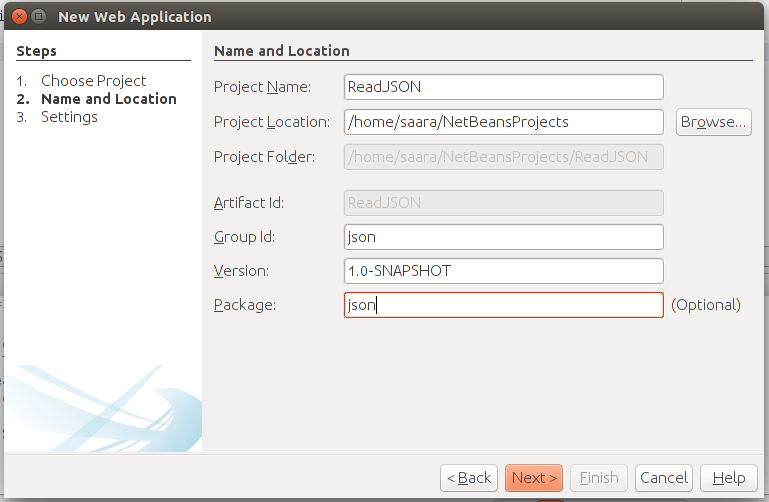 New Web Application
Steps
1. Choose Project
2. Name and Location
3. Settings
Name and Location
Project Name: ReadJSON
Project Location: /home/saara/NetBeansProjects Browse...
Project Folder: /home/saara/NetBeansProjects/ReadJSON
Artifact Id: ReadJSON
Group Id: json
Version: 1.0-SNAPSHOT
Package: json (Optional)
< Back Next > Finish Cancel Help